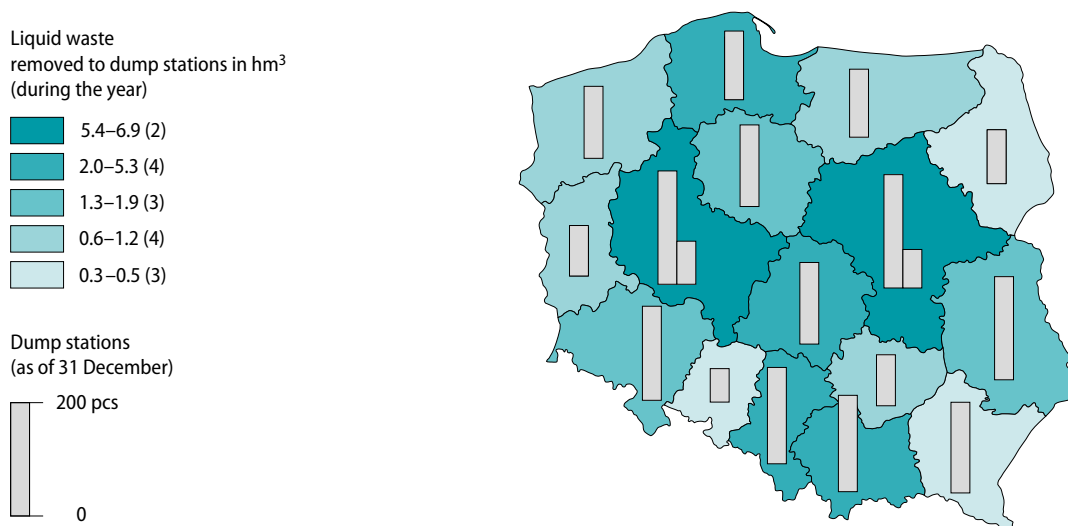 Liquid waste
removed to dump stations in hm³
(during the year)
5.4–6.9 (2)
2.0–5.3 (4)
1.3–1.9 (3)
0.6–1.2 (4)
0.3–0.5 (3)
Dump stations
(as of 31 December)
200 pcs
0